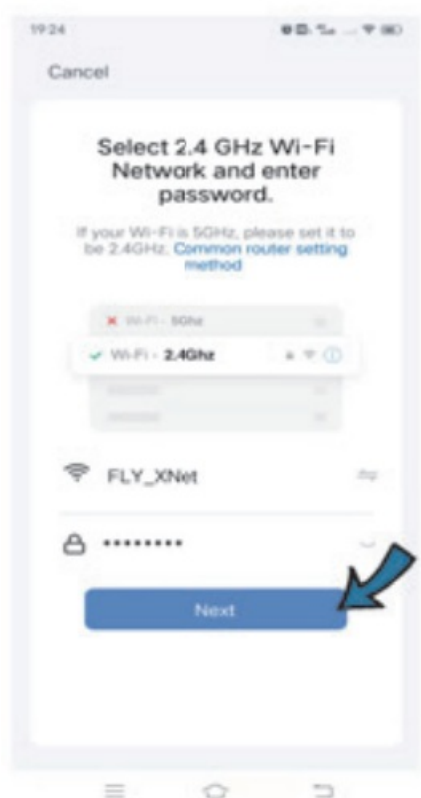 19:24
Cancel
Select 2.4 GHz Wi-Fi
Network and enter
password.
If your Wi-Fi is 5GHz, please set it to
be 2.4GHz. Common router setting
method
Wi-Fi - 5Ghz
Wi-Fi - 2.4Ghz
FLY_XNet
••••••••
Next